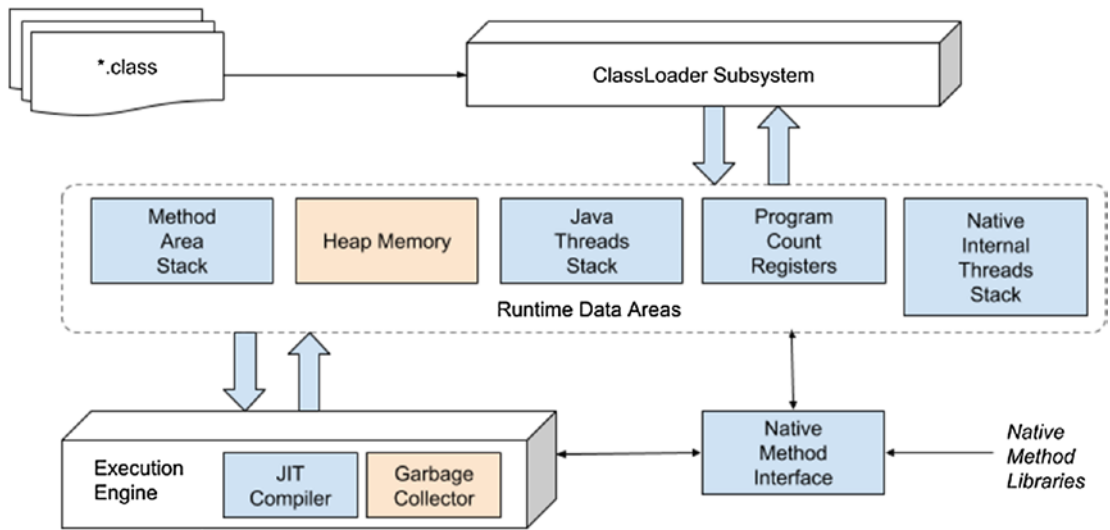 *.class
ClassLoader Subsystem
Method
Area
Stack
Heap Memory
Java
Threads
Stack
Program
Count
Registers
Native
Internal
Threads
Stack
Runtime Data Areas
Execution
Engine
JIT
Compiler
Garbage
Collector
Native
Method
Interface
Native
Method
Libraries